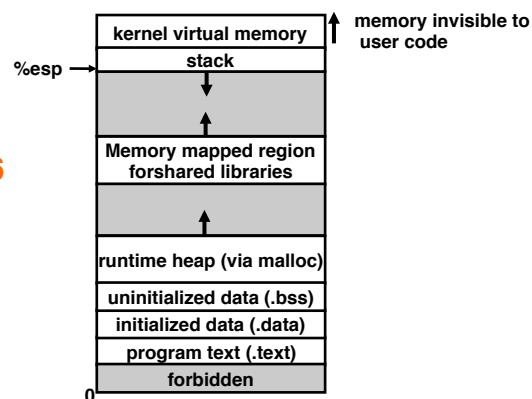 kernel virtual memory
memory invisible to
user code
%esp
stack
Memory mapped region
forshared libraries
runtime heap (via malloc)
uninitialized data (.bss)
initialized data (.data)
program text (.text)
forbidden
0